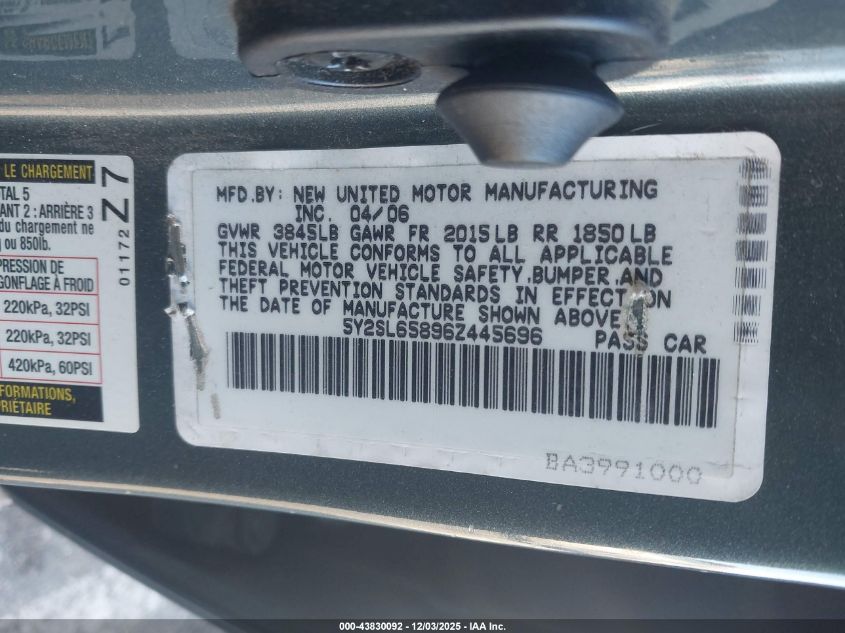 LE CHARGEMENT
TAL 5
ANT 2 : ARRIÈRE 3
du chargement ne
ou 850lb.
PRESSION DE
GONFLAGE À FROID
220kPa, 32PSI
220kPa, 32PSI
420kPa, 60PSI
FORMATIONS,
PRIÉTAIRE
01172 Z7
MFD.BY: NEW UNITED MOTOR MANUFACTURING
INC. 04/06
GVWR 3845LB GAWR FR 2015LB RR 1850LB
THIS VEHICLE CONFORMS TO ALL APPLICABLE
FEDERAL MOTOR VEHICLE SAFETY,BUMPER,AND
THEFT PREVENTION STANDARDS IN EFFECT ON
THE DATE OF MANUFACTURE SHOWN ABOVE
5Y2SL65896Z445696 PASS CAR
BA3991000
000-43830092 - 12/03/2025 - IAA Inc.